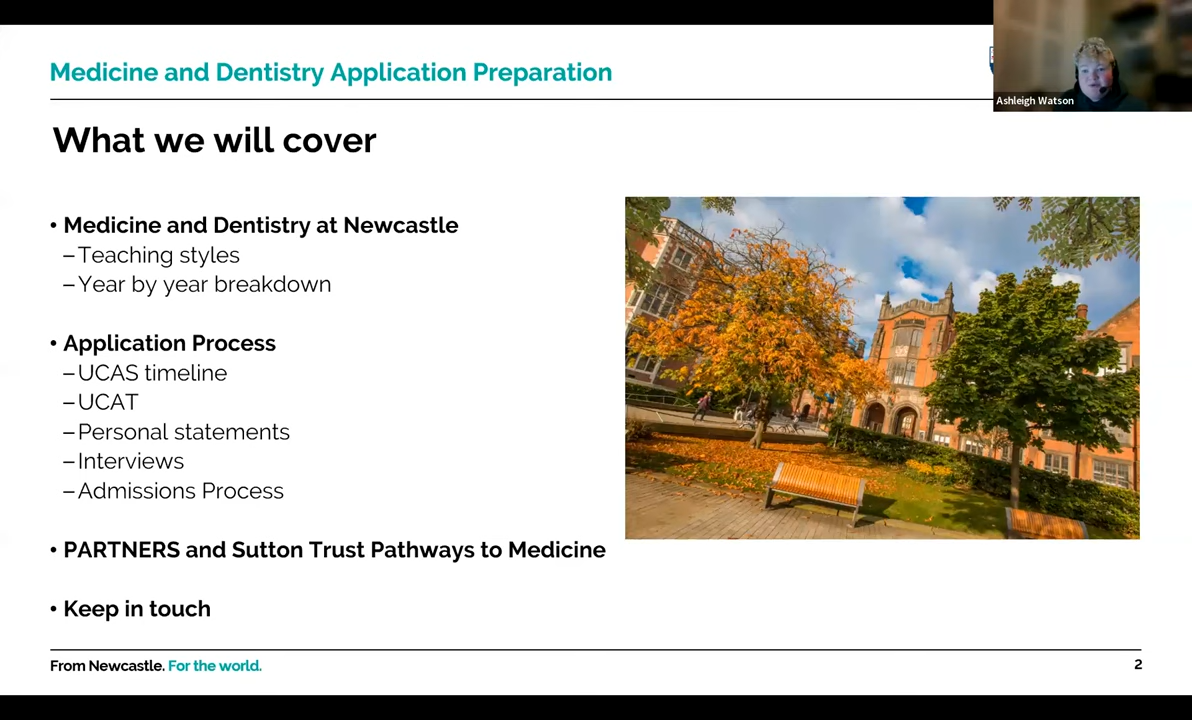 Medicine and Dentistry Application Preparation
Ashleigh Watson
What we will cover
• Medicine and Dentistry at Newcastle
–Teaching styles
–Year by year breakdown
• Application Process
–UCAS timeline
–UCAT
–Personal statements
–Interviews
–Admissions Process
• PARTNERS and Sutton Trust Pathways to Medicine
• Keep in touch
From Newcastle. For the world.
2